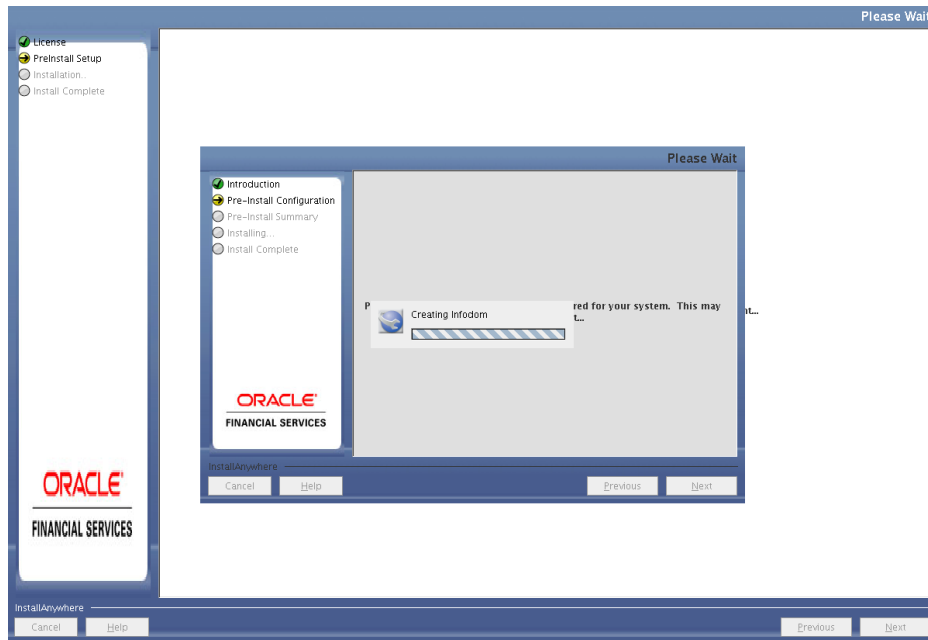 Please Wait
License
PreInstall Setup
Installation..
Install Complete
Please Wait
Introduction
Pre-Install Configuration
Pre-Install Summary
Installing...
Install Complete
P red for your system. This may
t...
nt...
Creating Infodom
ORACLE
FINANCIAL SERVICES
InstallAnywhere
Cancel Help Previous Next
ORACLE
FINANCIAL SERVICES
InstallAnywhere
Cancel Help Previous Next